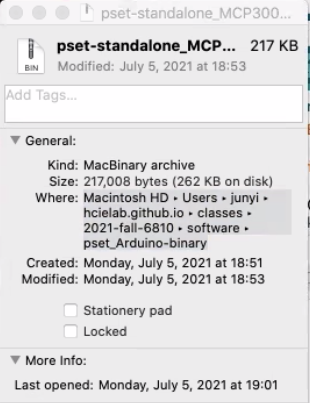 pset-standalone_MCP300...
pset-standalone_MCP... 217 KB
Modified: July 5, 2021 at 18:53
BIN
Add Tags...
▼ General:
Kind: MacBinary archive
Size: 217,008 bytes (262 KB on disk)
Where: Macintosh HD ▸ Users ▸ junyi ▸
hcielab.github.io ▸ classes ▸
2021-fall-6810 ▸ software ▸
pset_Arduino-binary
Created: Monday, July 5, 2021 at 18:51
Modified: Monday, July 5, 2021 at 18:53
Stationery pad
Locked
▼ More Info:
Last opened: Monday, July 5, 2021 at 19:01